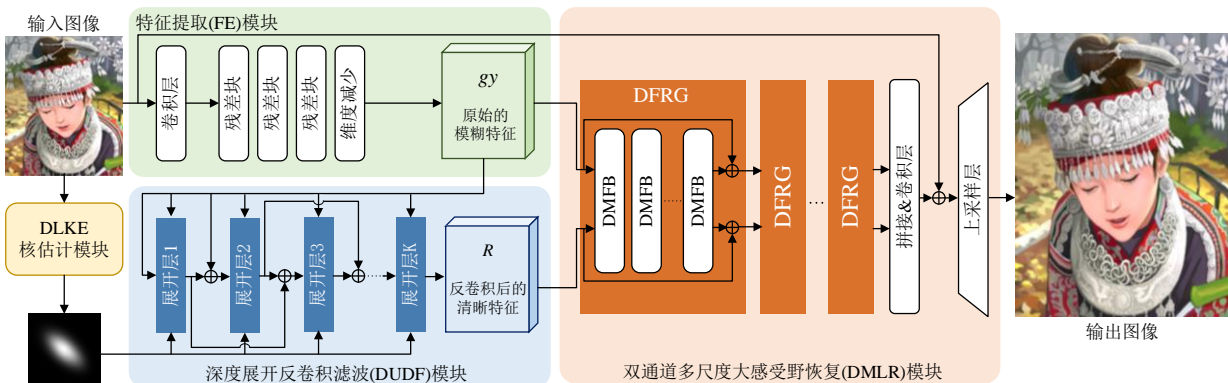 输入图像
特征提取(FE)模块
卷积层
残差块
残差块
残差块
维度减少
gy
原始的
模糊特征
DLKE
核估计模块
展开层1
展开层2
展开层3
......
展开层K
R
反卷积后的
清晰特征
深度展开反卷积滤波(DUDF)模块
DFRG
DMFB
DMFB
......
DMFB
DFRG
...
DFRG
拼接&卷积层
上采样层
双通道多尺度大感受野恢复(DMLR)模块
输出图像